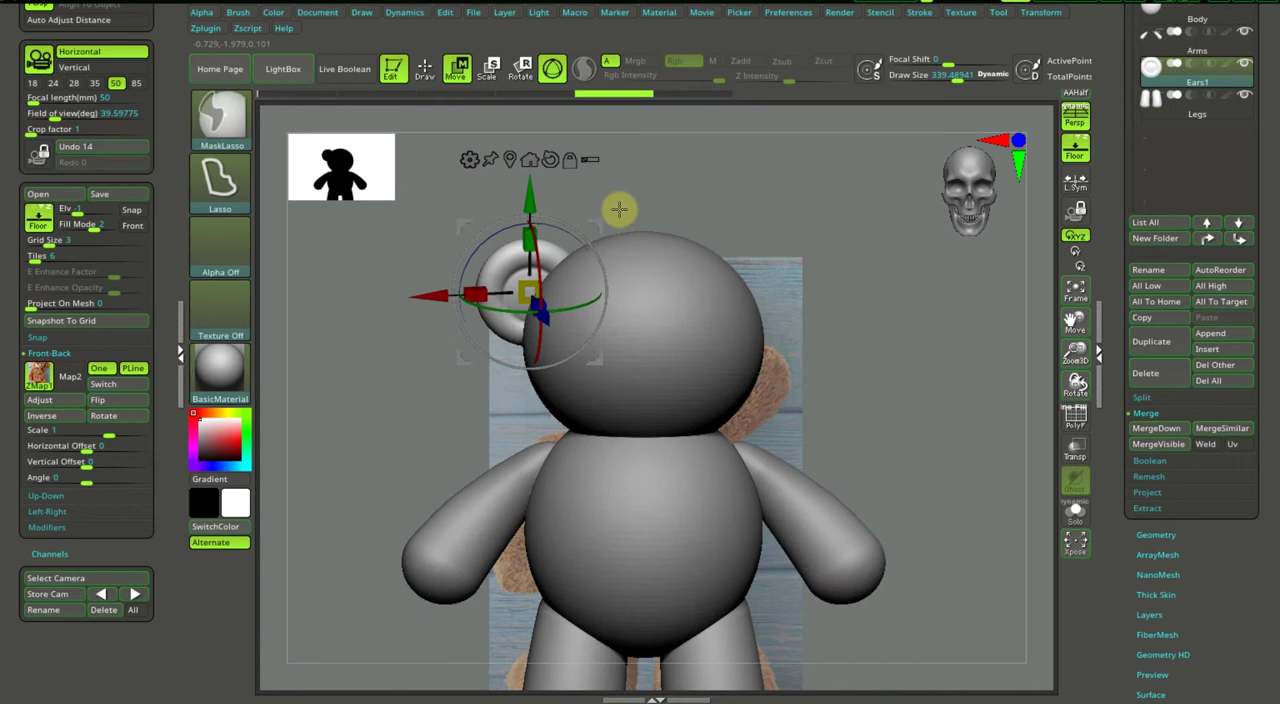 Alpha Brush Color Document Draw Dynamics Edit File Layer Light Macro Marker Material Movie Picker Preferences Render Stencil Stroke Texture Tool Transform
Zplugin Zscript Help
-0.729,-1.979,0.101
Home Page LightBox Live Boolean Edit Draw Move Scale Rotate A Mrgb Rgb M Zadd Zsub Zcut
Rgb Intensity Z Intensity
S Focal Shift 0
Draw Size 339.48941 Dynamic
D ActivePoint
TotalPoints
Auto Adjust Distance
Horizontal
Vertical
18 24 28 35 50 85
Focal length(mm) 50
Field of view(deg) 39.59775
Crop factor 1
Undo 14
Redo 0
Open Save
Floor Elv -1 Snap
Fill Mode 2 Front
Grid Size 3
Tiles 6
E Enhance Factor
E Enhance Opacity
Project On Mesh 0
Snapshot To Grid
Snap
Front-Back
ZMap1 Map2 One PLine
Switch
Adjust Flip
Inverse Rotate
Scale 1
Horizontal Offset 0
Vertical Offset 0
Angle 0
Up-Down
Left-Right
Modifiers
Channels
Select Camera
Store Cam
Rename Delete All
MaskLasso
Lasso
Alpha Off
Texture Off
BasicMaterial
Gradient
SwitchColor
Alternate
AAHalf
Dynamic
Persp
Floor
L.Sym
XYZ
Y
Z
Frame
Move
Zoom3D
Rotate
Line Fill
PolyF
Transp
Ghost
Dynamic
Solo
Xpose
Body
Arms
Ears1
Legs
List All
New Folder
Rename AutoReorder
All Low All High
All To Home All To Target
Copy Paste
Duplicate Append
Insert
Delete Del Other
Del All
Split
Merge
MergeDown MergeSimilar
MergeVisible Weld Uv
Boolean
Remesh
Project
Extract
Geometry
ArrayMesh
NanoMesh
Thick Skin
Layers
FiberMesh
Geometry HD
Preview
Surface